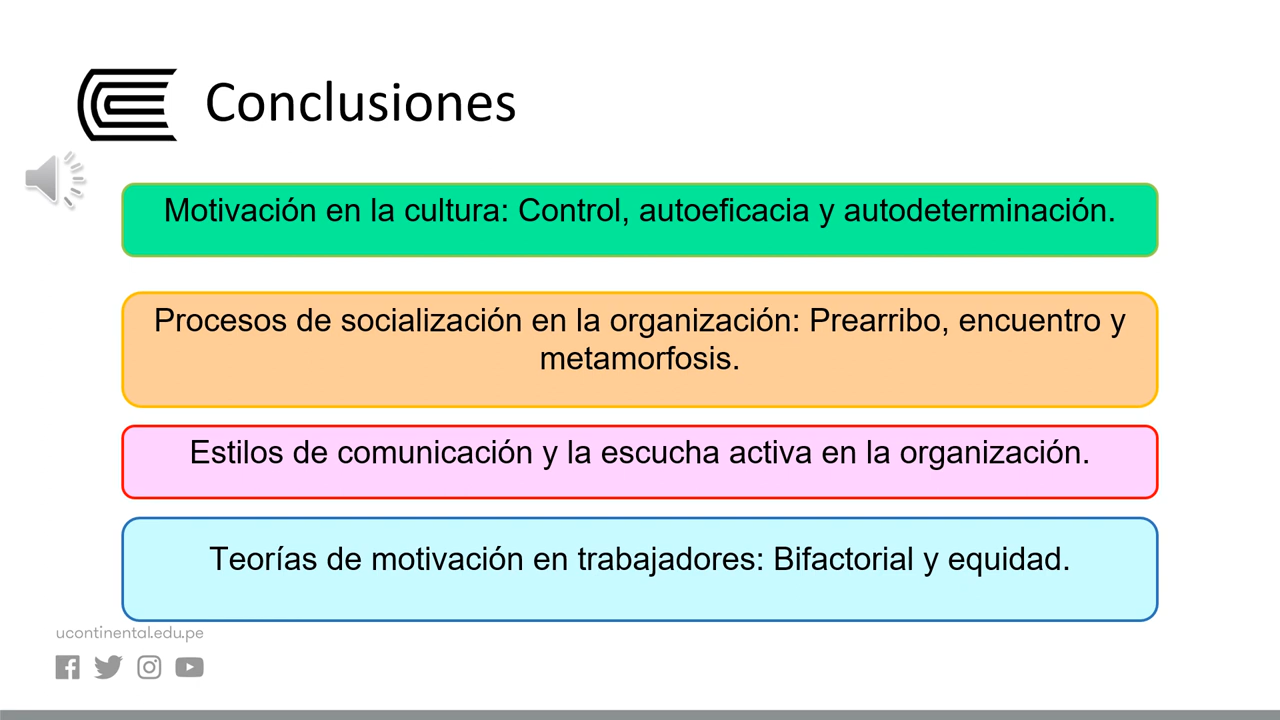 Conclusiones
Motivación en la cultura: Control, autoeficacia y autodeterminación.
Procesos de socialización en la organización: Prearribo, encuentro y
metamorfosis.
Estilos de comunicación y la escucha activa en la organización.
Teorías de motivación en trabajadores: Bifactorial y equidad.
ucontinental.edu.pe